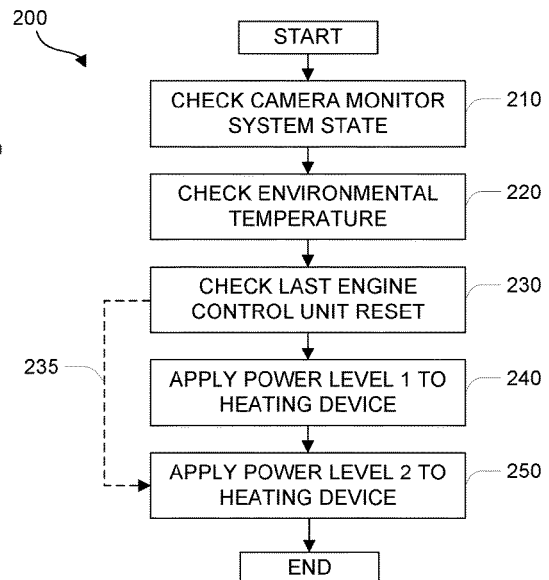 200
START
CHECK CAMERA MONITOR
SYSTEM STATE
210
CHECK ENVIRONMENTAL
TEMPERATURE
220
CHECK LAST ENGINE
CONTROL UNIT RESET
230
235
APPLY POWER LEVEL 1 TO
HEATING DEVICE
240
APPLY POWER LEVEL 2 TO
HEATING DEVICE
250
END